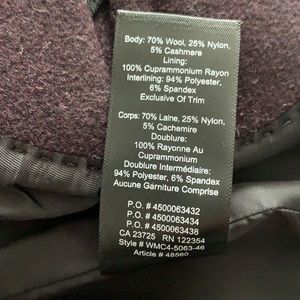 Body: 70% Wool, 25% Nylon,
5% Cashmere
Lining:
100% Cuprammonium Rayon
Interlining: 94% Polyester,
6% Spandex
Exclusive Of Trim
Corps: 70% Laine, 25% Nylon,
5% Cachemire
Doublure:
100% Rayonne Au
Cuprammonium
Doublure Intermédiaire:
94% Polyester, 6% Spandex
Aucune Garniture Comprise
P.O. # 4500063432
P.O. # 4500063434
P.O. # 4500063438
CA 23725 RN 122354
Style # WMC4-5063-46
Article # 48560